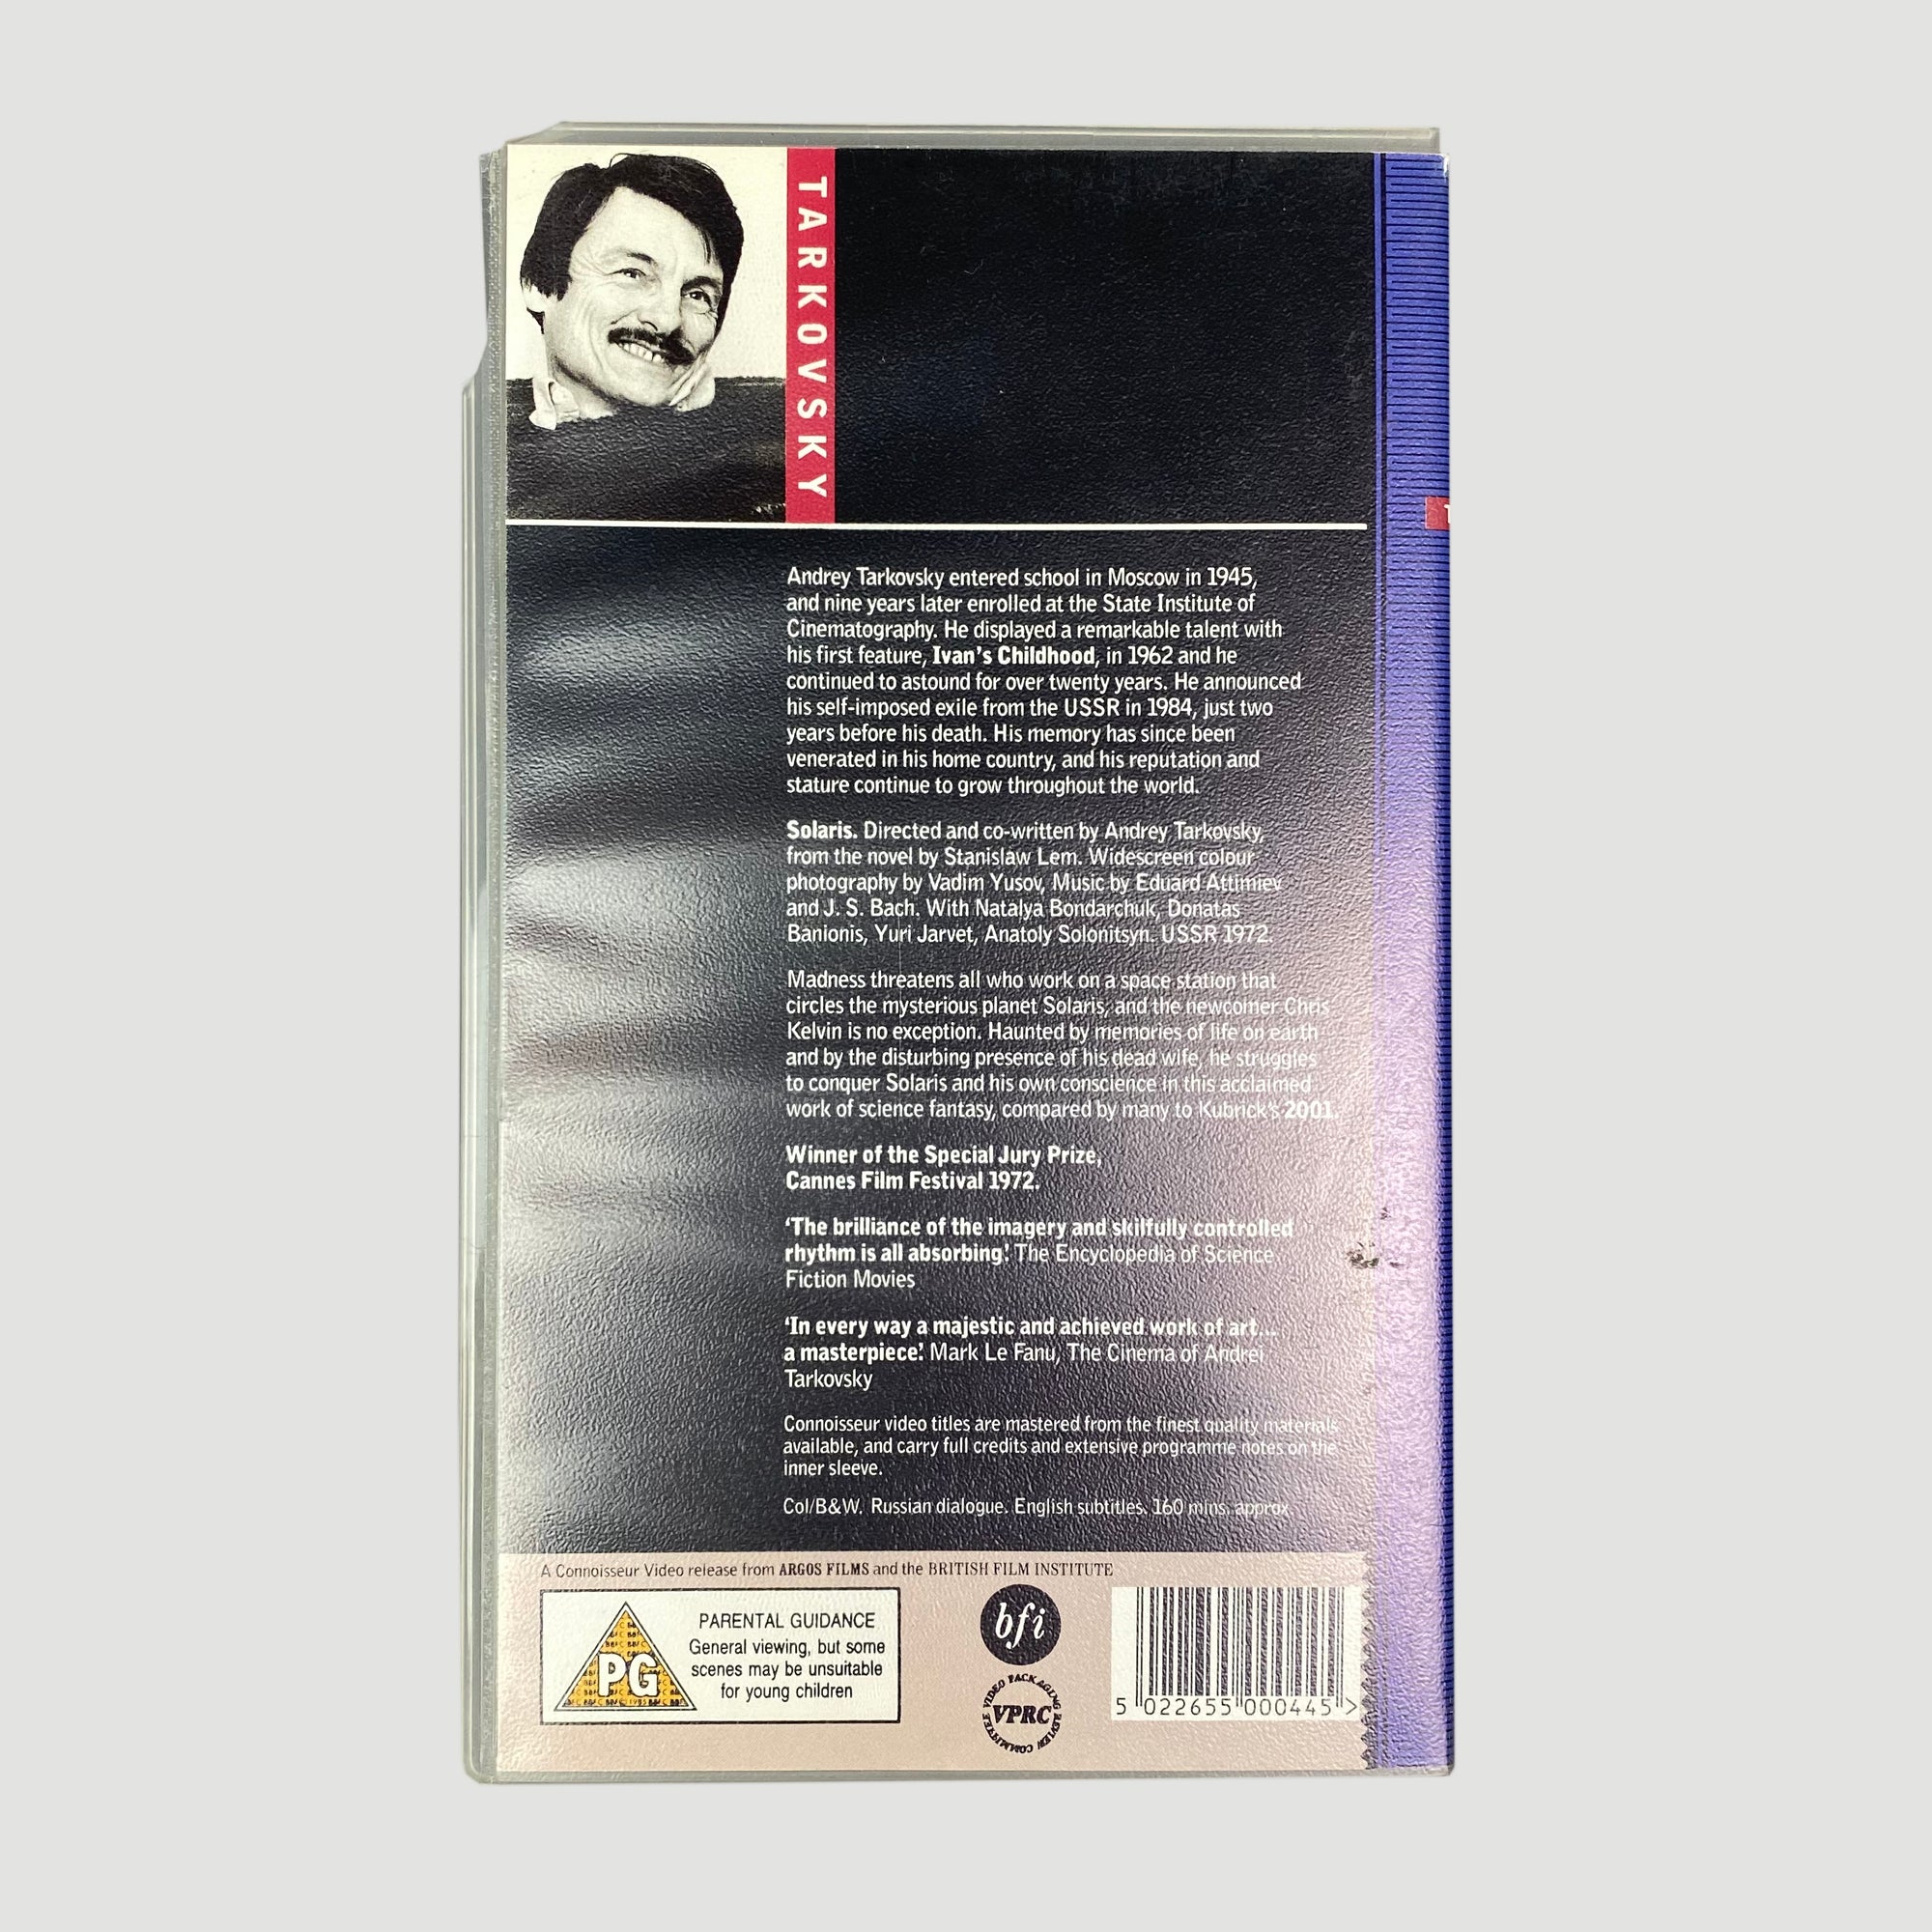 TARKOVSKY
Andrey Tarkovsky entered school in Moscow in 1945,
and nine years later enrolled at the State Institute of
Cinematography. He displayed a remarkable talent with
his first feature, Ivan's Childhood, in 1962 and he
continued to astound for over twenty years. He announced
his self-imposed exile from the USSR in 1984, just two
years before his death. His memory has since been
venerated in his home country, and his reputation and
stature continue to grow throughout the world.
Solaris. Directed and co-written by Andrey Tarkovsky,
from the novel by Stanislaw Lem. Widescreen colour
photography by Vadim Yusov, Music by Eduard Attimiev
and J. S. Bach. With Natalya Bondarchuk, Donatas
Banionis, Yuri Jarvet, Anatoly Solonitsyn. USSR 1972.
Madness threatens all who work on a space station that
circles the mysterious planet Solaris, and the newcomer Chris
Kelvin is no exception. Haunted by memories of life on earth
and by the disturbing presence of his dead wife, he struggles
to conquer Solaris and his own conscience in this acclaimed
work of science fantasy, compared by many to Kubrick's 2001.
Winner of the Special Jury Prize,
Cannes Film Festival 1972.
'The brilliance of the imagery and skilfully controlled
rhythm is all absorbing.' The Encyclopedia of Science
Fiction Movies
'In every way a majestic and achieved work of art...
a masterpiece.' Mark Le Fanu, The Cinema of Andrei
Tarkovsky
Connoisseur video titles are mastered from the finest quality materials
available, and carry full credits and extensive programme notes on the
inner sleeve.
Col/B&W. Russian dialogue. English subtitles. 160 mins. approx
A Connoisseur Video release from ARGOS FILMS and the BRITISH FILM INSTITUTE
PG
PARENTAL GUIDANCE
General viewing, but some
scenes may be unsuitable
for young children
bfi
VIDEO PACKAGING REVIEW COMMITTEE
VPRC
5 022655 000445 >